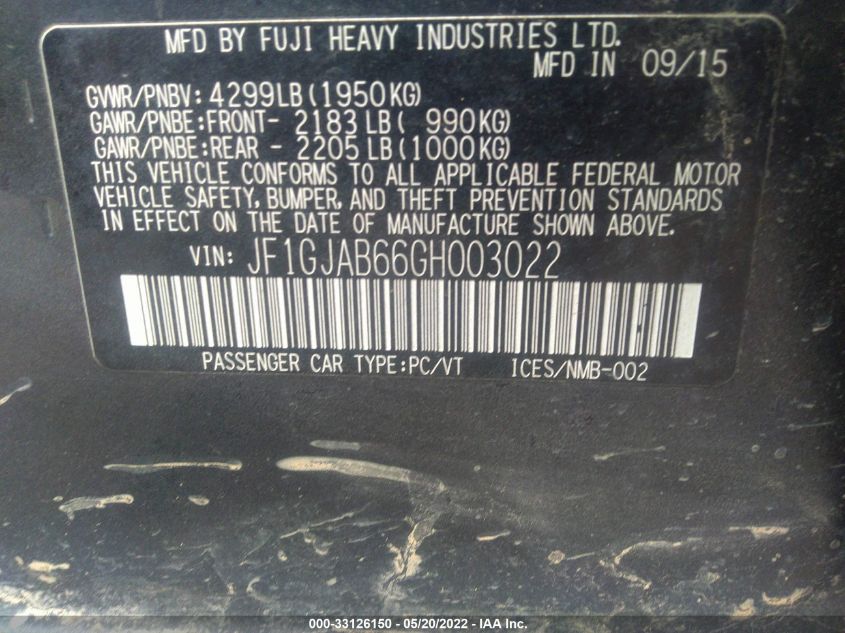 MFD BY FUJI HEAVY INDUSTRIES LTD.
MFD IN 09/15
GVWR/PNBV: 4299LB (1950KG)
GAWR/PNBE:FRONT- 2183 LB ( 990KG)
GAWR/PNBE:REAR - 2205 LB (1000KG)
THIS VEHICLE CONFORMS TO ALL APPLICABLE FEDERAL MOTOR
VEHICLE SAFETY, BUMPER, AND THEFT PREVENTION STANDARDS
IN EFFECT ON THE DATE OF MANUFACTURE SHOWN ABOVE.
VIN: JF1GJAB66GH003022
PASSENGER CAR TYPE:PC/VT ICES/NMB-002
000-33126150 - 05/20/2022 - IAA Inc.